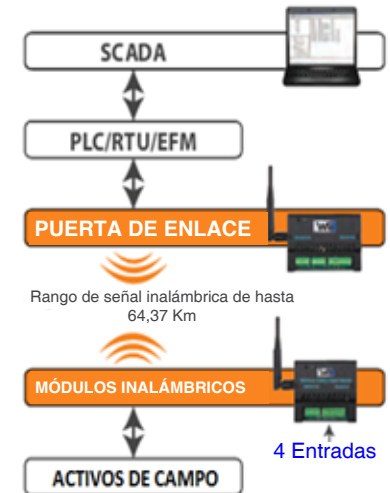 SCADA
PLC/RTU/EFM
PUERTA DE ENLACE
Rango de señal inalámbrica de hasta
64,37 Km
MÓDULOS INALÁMBRICOS
4 Entradas
ACTIVOS DE CAMPO